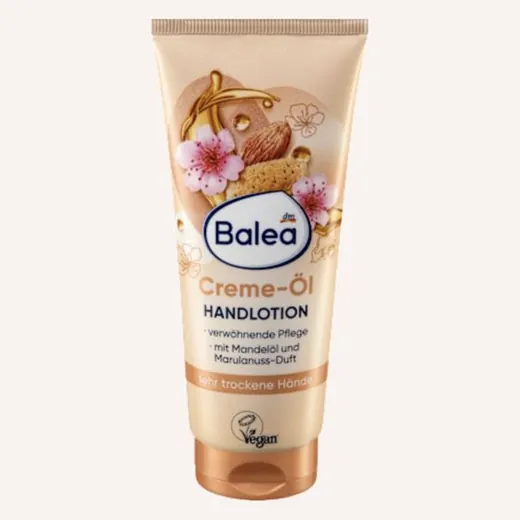 dm
Balea
Creme-Öl
HANDLOTION
· verwöhnende Pflege
· mit Mandelöl und
Marulanuss-Duft
sehr trockene Hände
Vegan